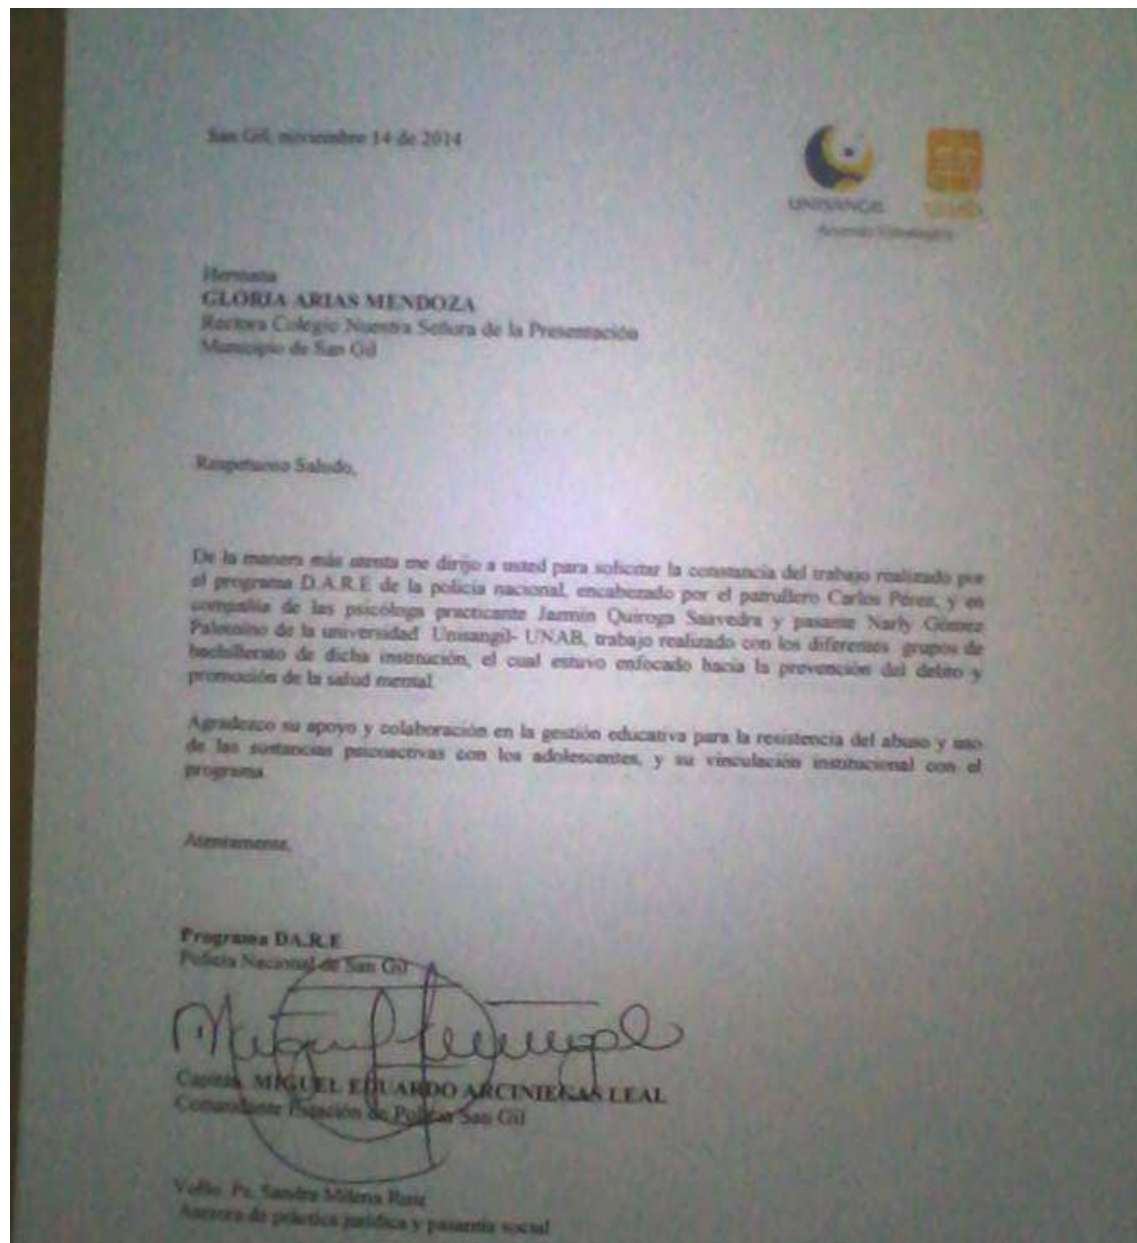 San Gil, noviembre 14 de 2014
UNISANGIL
Hermana
GLORIA ARIAS MENDOZA
Rectora Colegio Nuestra Señora de la Presentación
Municipio de San Gil
Respetuoso Saludo,
De la manera más atenta me dirijo a usted para solicitar la constancia del trabajo realizado por
el programa D.A.R.E de la policía nacional, encabezado por el patrullero Carlos Pérez, y en
compañía de las psicóloga practicante Jazmín Quiroga Saavedra y pasante Narly Gómez
de la universidad Unisangil- UNAB, trabajo realizado con los diferentes grupos de
bachillerato de dicha institución, el cual estuvo enfocado hacia la prevención del delito y
promoción de la salud mental.
Agradezco su apoyo y colaboración en la gestión educativa para la resistencia del abuso y uso
de las sustancias psicoactivas con los adolescentes, y su vinculación institucional con el
programa.
Atentamente,
Programa DA.R.E
Policía Nacional de San Gil
Capitán. MIGUEL EDUARDO ARCINIEGAS LEAL
Comandante Estación de Policía San Gil
VoBo. Ps. Sandra Milena Ruiz
Asesora de práctica jurídica y pasantía social